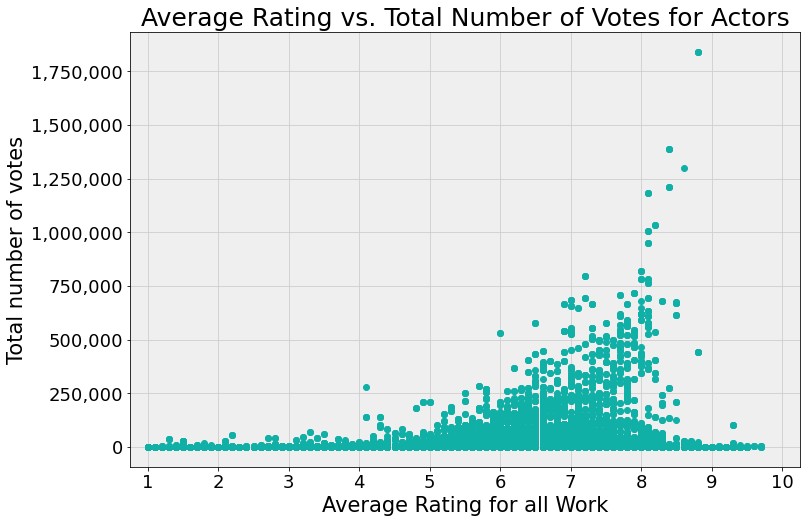 Average Rating vs. Total Number of Votes for Actors
Total number of votes
1,750,000
1,500,000
1,250,000
1,000,000
750,000
500,000
250,000
0
1 2 3 4 5 6 7 8 9 10
Average Rating for all Work